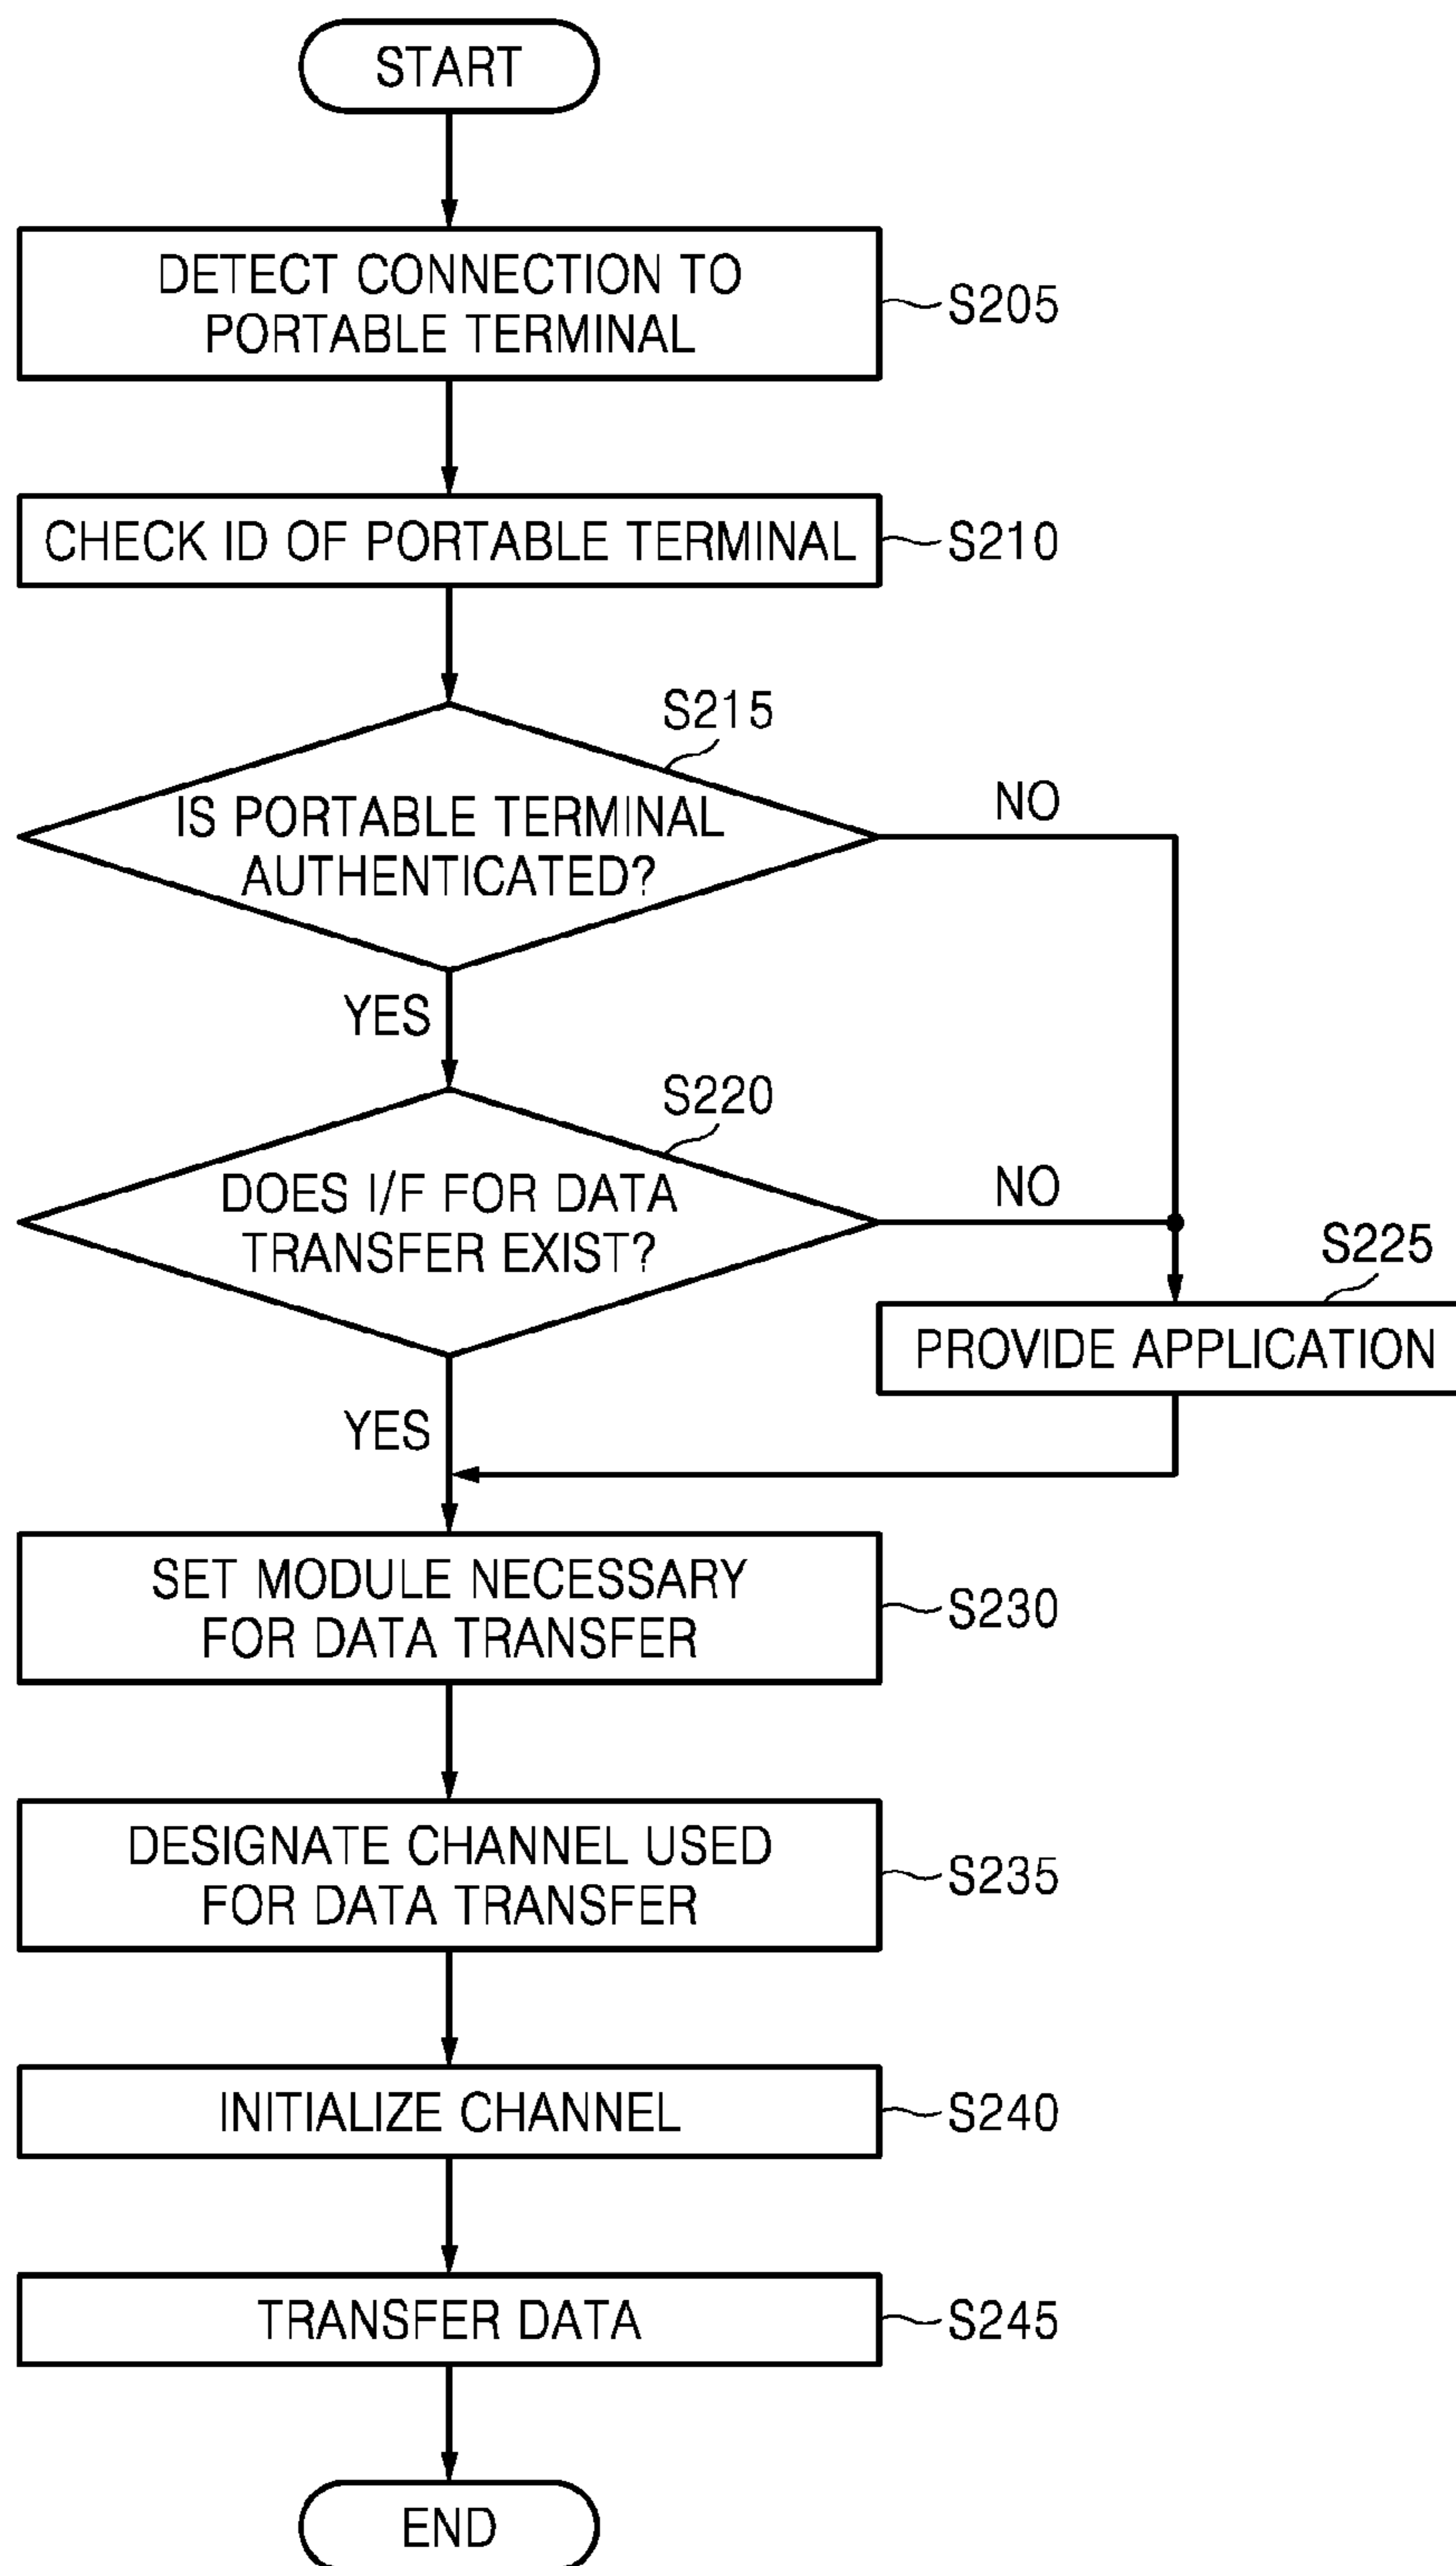 START
DETECT CONNECTION TO
PORTABLE TERMINAL
S205
CHECK ID OF PORTABLE TERMINAL
S210
S215
IS PORTABLE TERMINAL
AUTHENTICATED?
NO
YES
S220
DOES I/F FOR DATA
TRANSFER EXIST?
NO
S225
PROVIDE APPLICATION
YES
SET MODULE NECESSARY
FOR DATA TRANSFER
S230
DESIGNATE CHANNEL USED
FOR DATA TRANSFER
S235
INITIALIZE CHANNEL
S240
TRANSFER DATA
S245
END